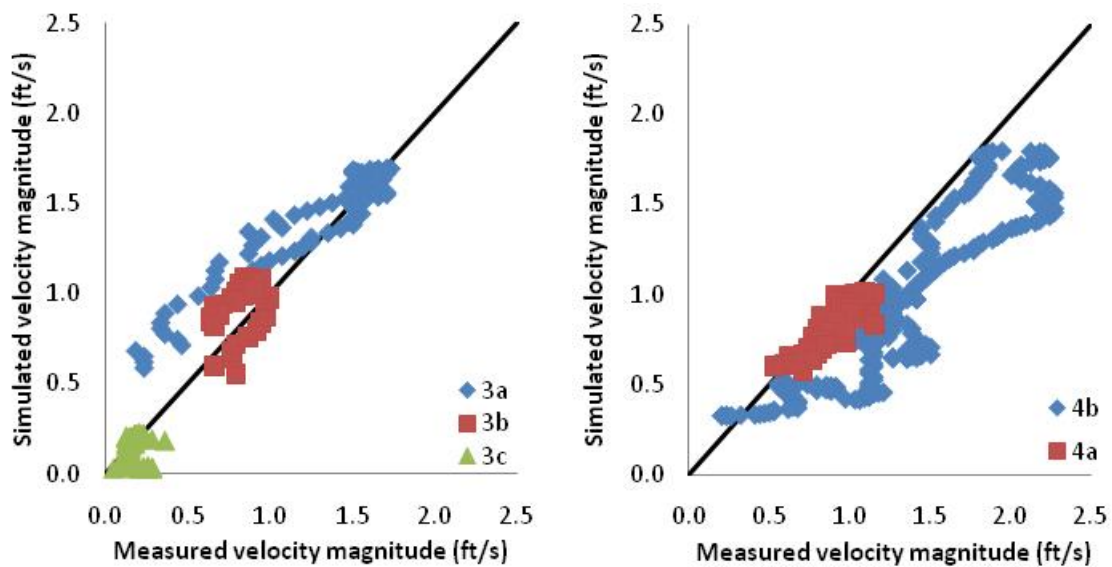 Simulated velocity magnitude (ft/s)
2.5
2.0
1.5
1.0
0.5
0.0
3a
3b
3c
0.0 0.5 1.0 1.5 2.0 2.5
Measured velocity magnitude (ft/s)
Simulated velocity magnitude (ft/s)
2.5
2.0
1.5
1.0
0.5
0.0
4b
4a
0.0 0.5 1.0 1.5 2.0 2.5
Measured velocity magnitude (ft/s)